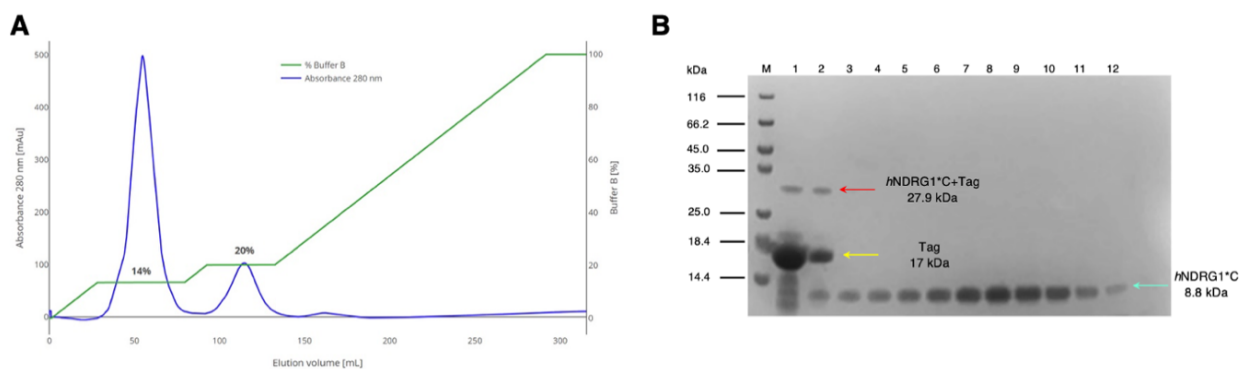 A
500
400
300
200
100
0
Absorbance 280 nm [mAu]
% Buffer B
Absorbance 280 nm
14%
20%
100
80
60
40
20
0
Buffer B [%]
0
50
100
150
200
250
300
Elution volume [mL]
B
kDa
M 1 2 3 4 5 6 7 8 9 10 11 12
116
66.2
45.0
35.0
25.0
18.4
14.4
hNDRG1*C+Tag
27.9 kDa
Tag
17 kDa
hNDRG1*C
8.8 kDa